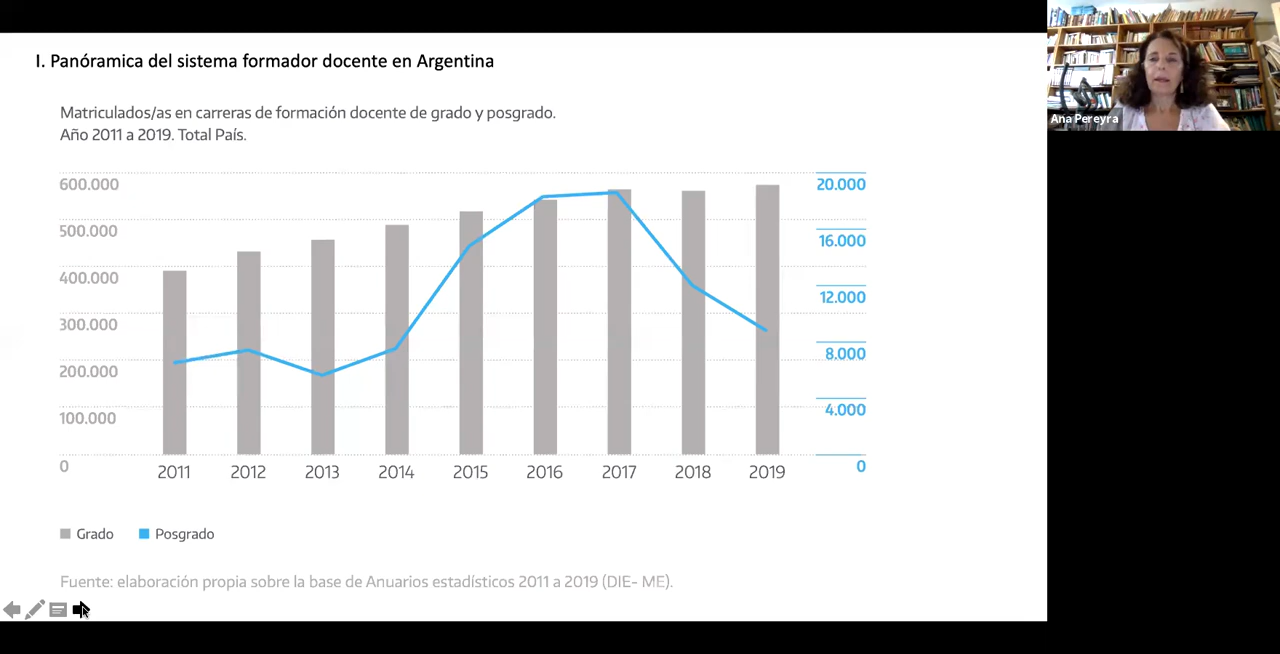 I. Panóramica del sistema formador docente en Argentina
Matriculados/as en carreras de formación docente de grado y posgrado.
Año 2011 a 2019. Total País.
600.000
500.000
400.000
300.000
200.000
100.000
0
20.000
16.000
12.000
8.000
4.000
0
2011 2012 2013 2014 2015 2016 2017 2018 2019
Grado Posgrado
Fuente: elaboración propia sobre la base de Anuarios estadísticos 2011 a 2019 (DIE- ME).
Ana Pereyra